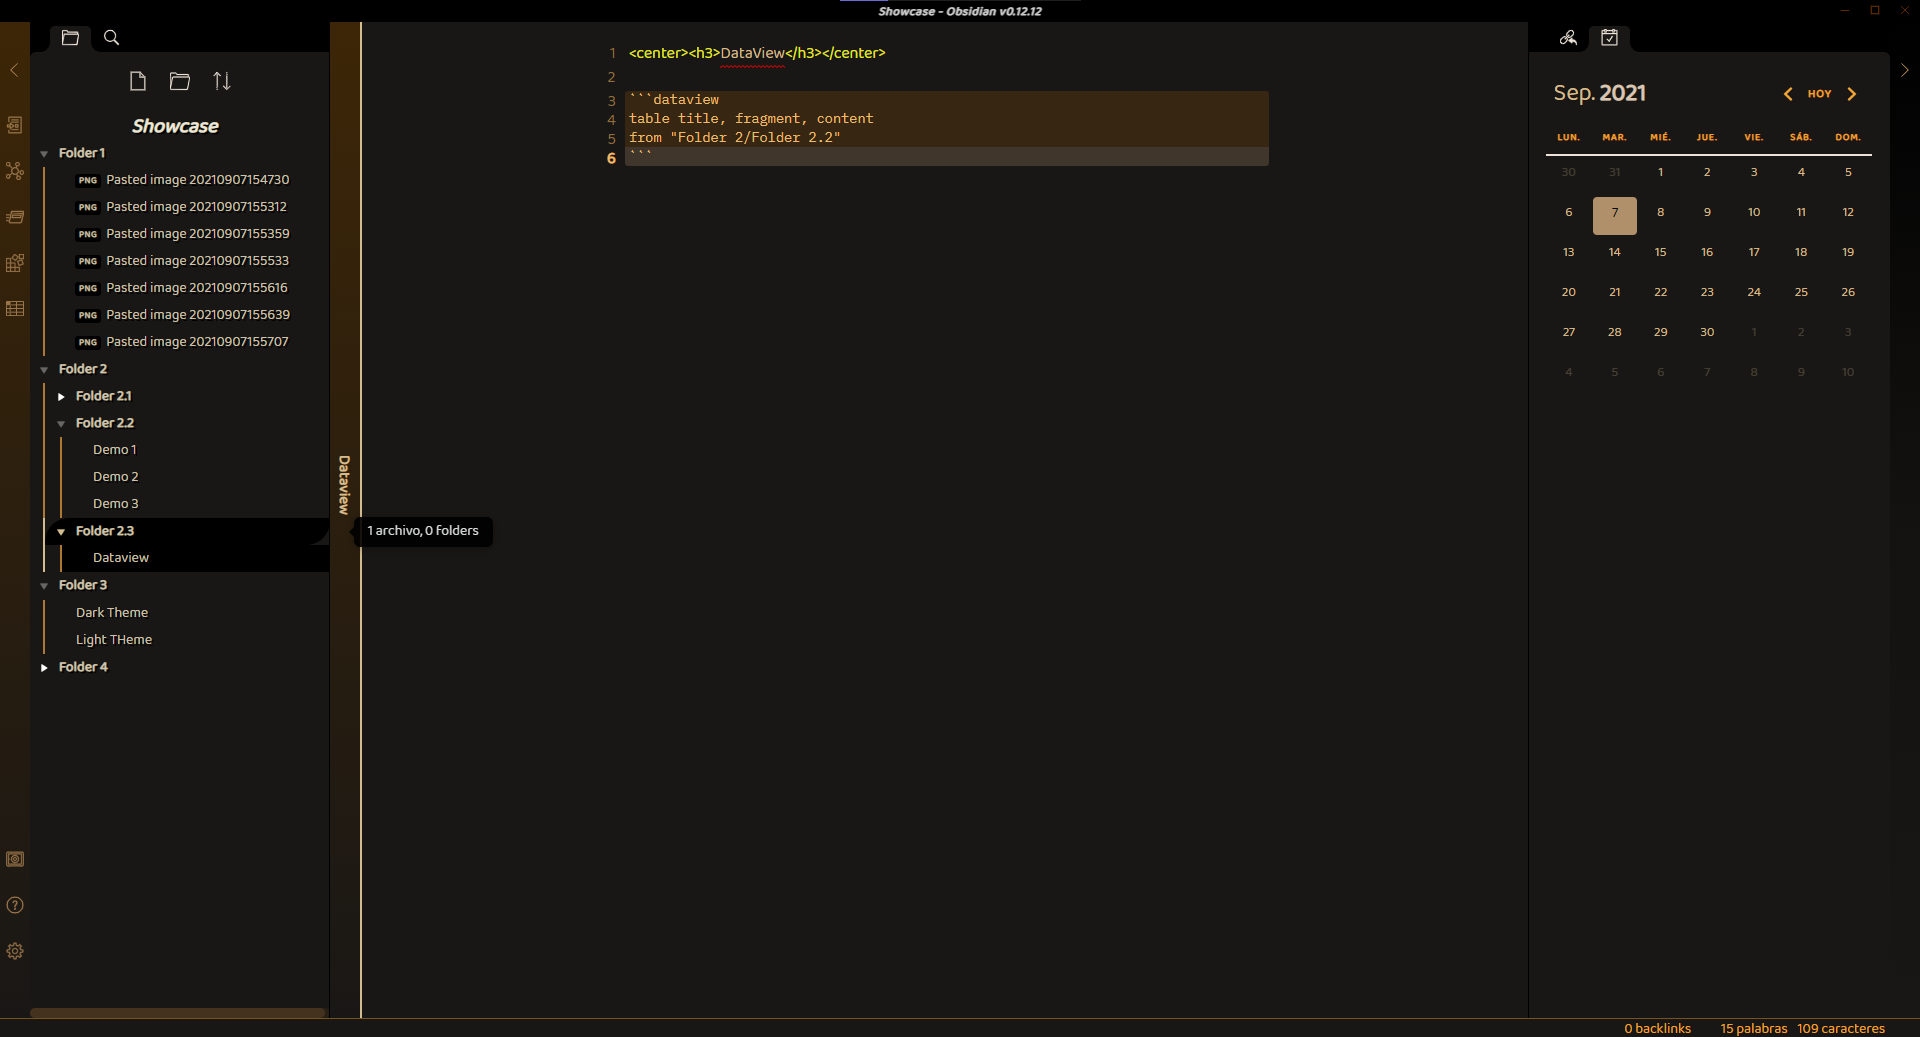 Showcase - Obsidian v0.12.12
Showcase
Folder 1
PNG Pasted image 20210907154730
PNG Pasted image 20210907155312
PNG Pasted image 20210907155359
PNG Pasted image 20210907155533
PNG Pasted image 20210907155616
PNG Pasted image 20210907155639
PNG Pasted image 20210907155707
Folder 2
Folder 2.1
Folder 2.2
Demo 1
Demo 2
Demo 3
Folder 2.3
Dataview
Folder 3
Dark Theme
Light THeme
Folder 4
Dataview
1 archivo, 0 folders
1 <center><h3>DataView</h3></center>
2
3 ```dataview
4 table title, fragment, content
5 from "Folder 2/Folder 2.2"
6 ```
Sep. 2021
HOY
LUN. MAR. MIÉ. JUE. VIE. SÁB. DOM.
30 31 1 2 3 4 5
6 7 8 9 10 11 12
13 14 15 16 17 18 19
20 21 22 23 24 25 26
27 28 29 30 1 2 3
4 5 6 7 8 9 10
0 backlinks 15 palabras 109 caracteres